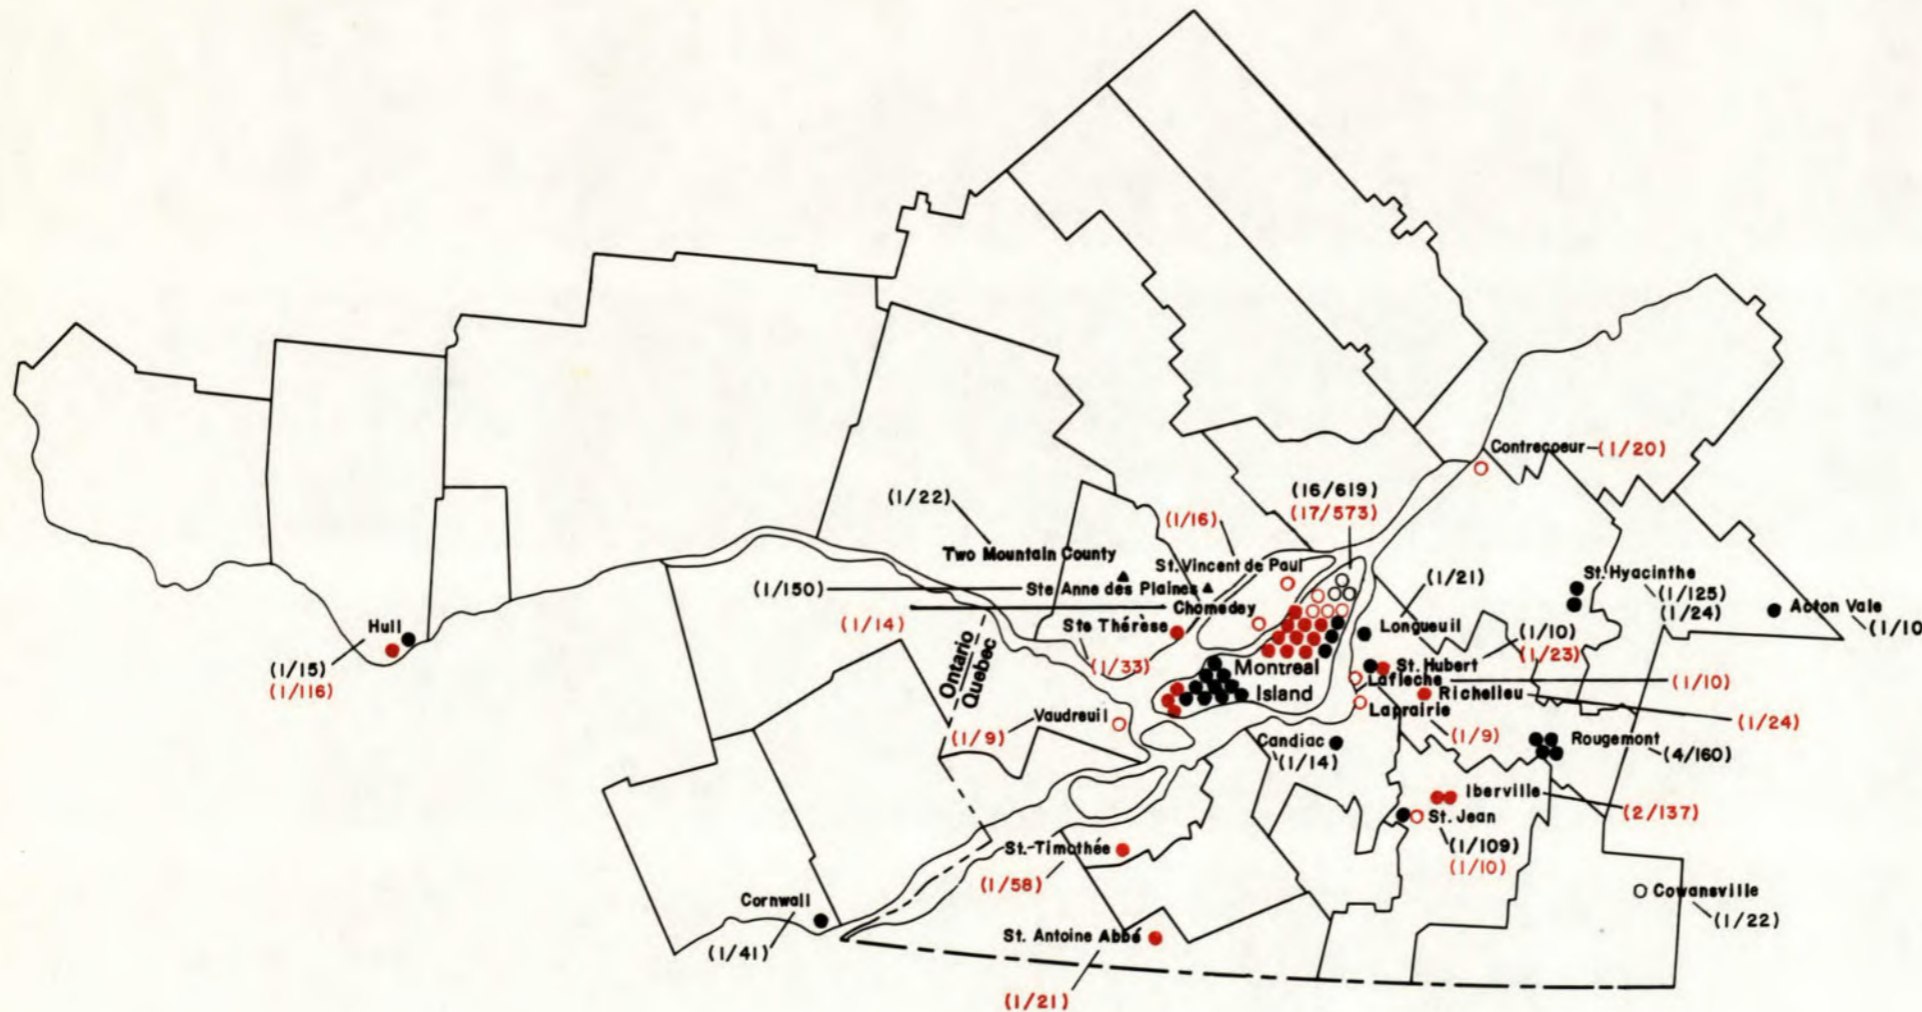 Contrecoeur
(1/20)
(1/22)
(16/619)
(17/573)
(1/16)
Two Mountain County
St. Vincent de Paul
(1/21)
St. Hyacinthe
(1/125)
(1/24)
(1/150)
Ste Anne des Plaines
Chomedey
Acton Vale
(1/10
Hull
(1/15)
(1/116)
(1/14)
Ste Thérèse
(1/33)
Longueuil
(1/10)
(1/23)
Ontario
Quebec
Montreal
Island
St. Hubert
Lafleche
(1/10)
Richelieu
(1/24)
Vaudreuil
(1/9)
Laprairie
(1/9)
Candiac
(1/14)
Rougemont
(4/160)
Iberville
(2/137)
St. Jean
(1/109)
(1/10)
St.-Timothée
(1/58)
Cornwall
(1/41)
Cowansville
(1/22)
St. Antoine Abbé
(1/21)